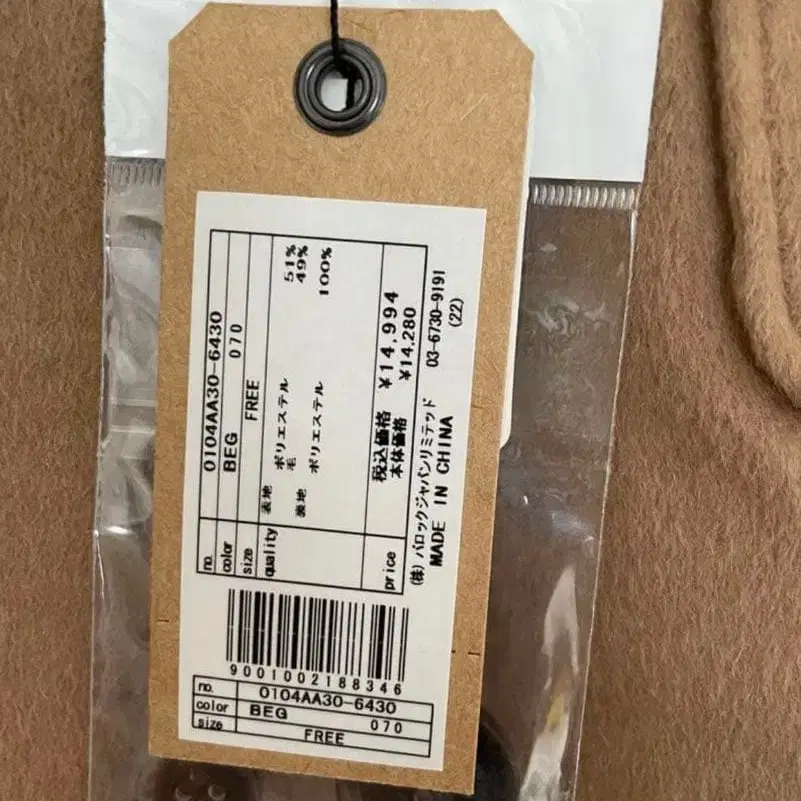 no. 0104AA30-6430
color BEG 070
size FREE
quality 表地 ポリエステル 51%
毛 49%
裏地 ポリエステル 100%
price 税込価格 ¥14,994
本体価格 ¥14,280
(株)バロックジャパンリミテッド 03-6730-9191
MADE IN CHINA (22)
9001002188346
no. 0104AA30-6430
color BEG 070
size FREE